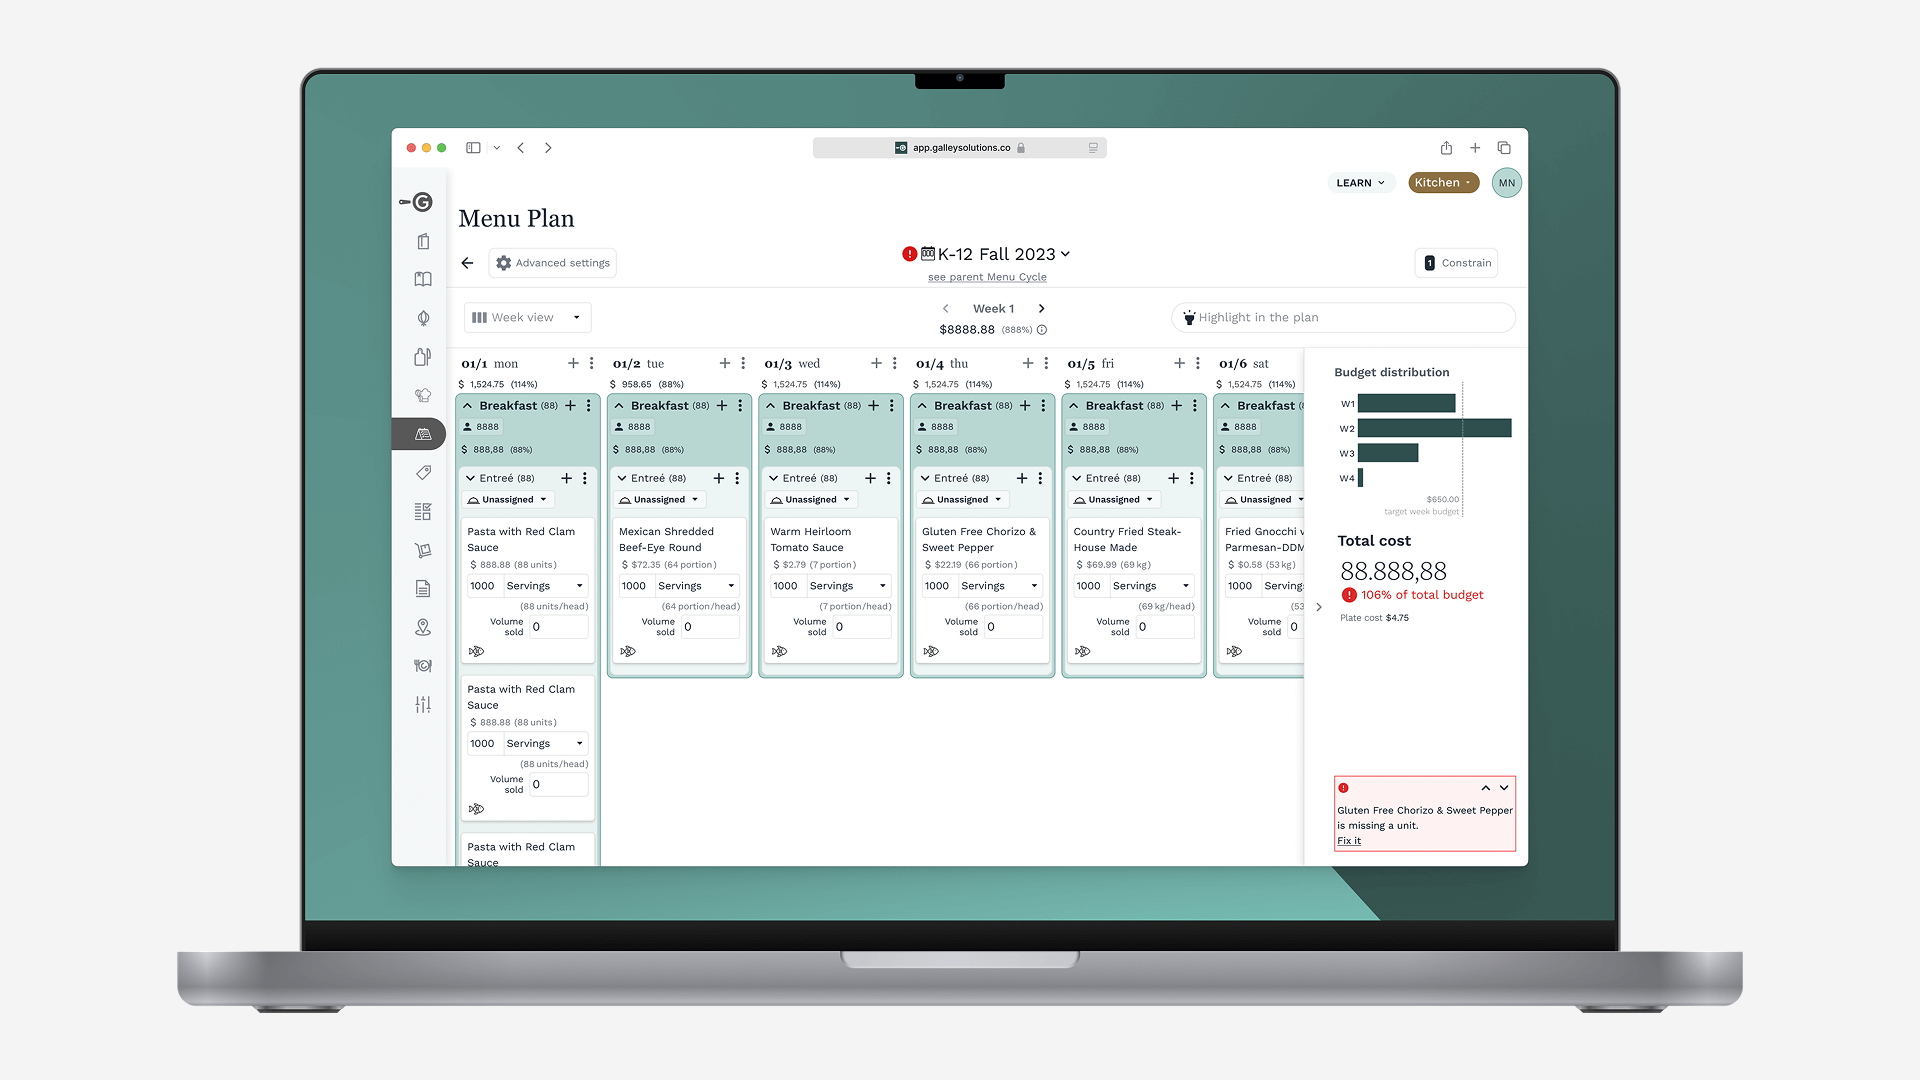 app.galleysolutions.co
LEARN
Kitchen
MN
G
Menu Plan
Advanced settings
K-12 Fall 2023
see parent Menu Cycle
1 Constrain
Week view
Week 1
$8888.88 (888%)
Highlight in the plan
01/1 mon
$ 1,524.75 (114%)
Breakfast (88)
8888
$ 888,88 (88%)
Entreé (88)
Unassigned
Pasta with Red Clam
Sauce
$ 888.88 (88 units)
1000 Servings
(88 units/head)
Volume
sold
0
Pasta with Red Clam
Sauce
$ 888.88 (88 units)
1000 Servings
(88 units/head)
Volume
sold
0
Pasta with Red Clam
Sauce
01/2 tue
$ 958.65 (88%)
Breakfast (88)
8888
$ 888,88 (88%)
Entreé (88)
Unassigned
Mexican Shredded
Beef-Eye Round
$72.35 (64 portion)
1000 Servings
(64 portion/head)
Volume
sold
0
01/3 wed
$ 1,524.75 (114%)
Breakfast (88)
8888
$ 888,88 (88%)
Entreé (88)
Unassigned
Warm Heirloom
Tomato Sauce
$2.79 (7 portion)
1000 Servings
(7 portion/head)
Volume
sold
0
01/4 thu
$ 1,524.75 (114%)
Breakfast (88)
8888
$ 888,88 (88%)
Entreé (88)
Unassigned
Gluten Free Chorizo &
Sweet Pepper
$22.19 (66 portion)
1000 Servings
(66 portion/head)
Volume
sold
0
01/5 fri
$ 1,524.75 (114%)
Breakfast (88)
8888
$ 888,88 (88%)
Entreé (88)
Unassigned
Country Fried Steak-
House Made
$69.99 (69 kg)
1000 Servings
(69 kg/head)
Volume
sold
0
01/6 sat
$ 1,524.75 (114%)
Breakfast (8
8888
$ 888,88 (88%)
Entreé (88)
Unassigned
Fried Gnocchi
Parmesan-DDM
$0.58 (53 kg)
1000 Serving
(53
Volume
sold
0
Budget distribution
W1
W2
W3
W4
$650.00
target week budget
Total cost
88.888,88
106% of total budget
Plate cost $4.75
Gluten Free Chorizo & Sweet Pepper
is missing a unit.
Fix it